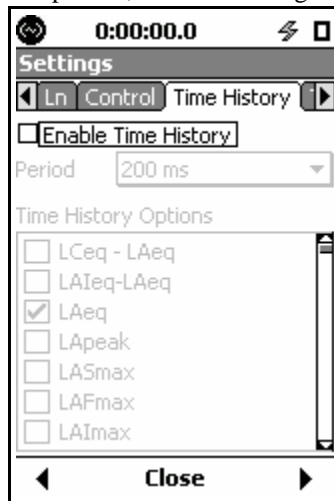 0:00:00.0
Settings
Ln Control Time History
Enable Time History
Period 200 ms
Time History Options
LCeq - LAeq
LAIeq-LAeq
LAeq
LApeak
LASmax
LAFmax
LAImax
Close